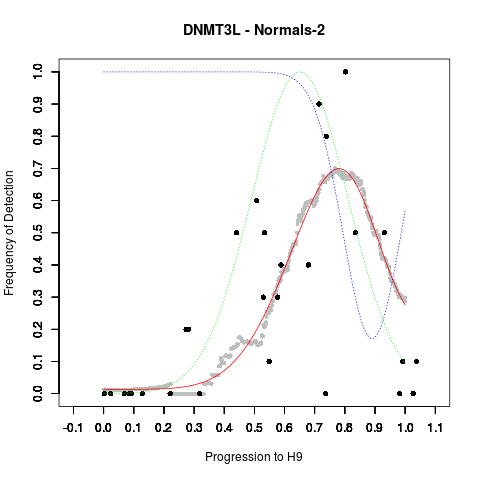 DNMT3L - Normals-2
Frequency of Detection
1.0
0.9
0.8
0.7
0.6
0.5
0.4
0.3
0.2
0.1
0.0
-0.1 0.0 0.1 0.2 0.3 0.4 0.5 0.6 0.7 0.8 0.9 1.0 1.1
Progression to H9